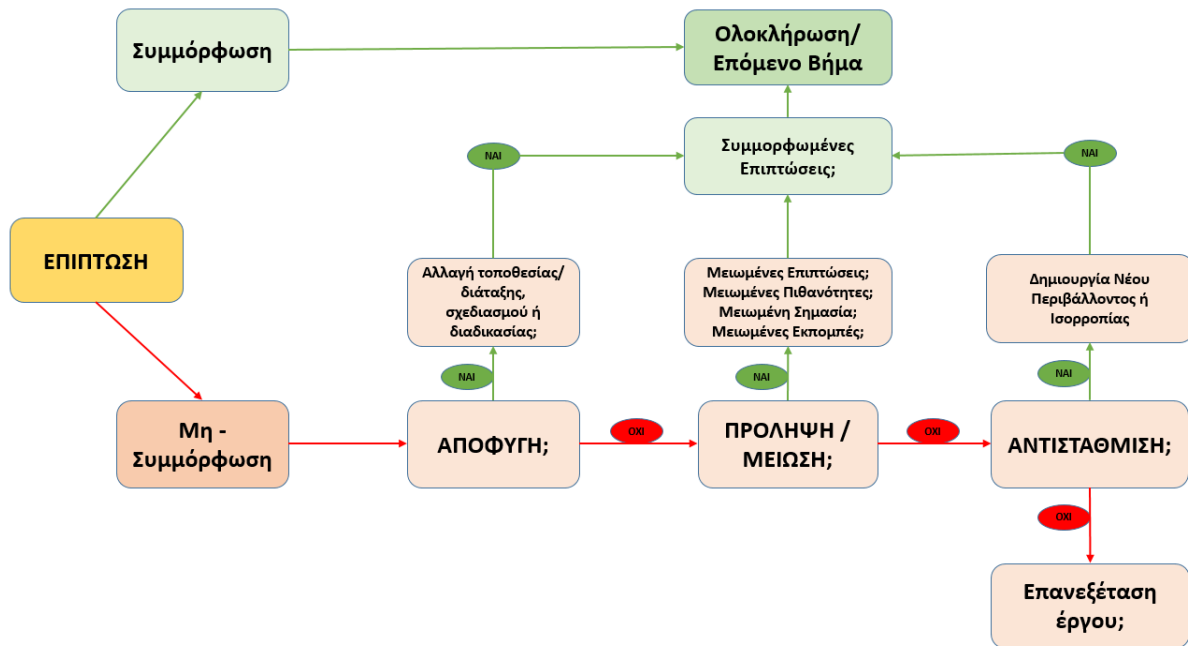 Συμμόρφωση
Ολοκλήρωση/
Επόμενο Βήμα
ΝΑΙ
Συμμορφωμένες
Επιπτώσεις;
ΝΑΙ
ΕΠΙΠΤΩΣΗ
Αλλαγή τοποθεσίας/
διάταξης,
σχεδιασμού ή
διαδικασίας;
Μειωμένες Επιπτώσεις;
Μειωμένες Πιθανότητες;
Μειωμένη Σημασία;
Μειωμένες Εκπομπές;
Δημιουργία Νέου
Περιβάλλοντος ή
Ισορροπίας
ΝΑΙ
ΝΑΙ
ΝΑΙ
Μη -
Συμμόρφωση
ΑΠΟΦΥΓΗ;
ΟΧΙ
ΠΡΟΛΗΨΗ /
ΜΕΙΩΣΗ;
ΟΧΙ
ΑΝΤΙΣΤΑΘΜΙΣΗ;
ΟΧΙ
Επανεξέταση
έργου;